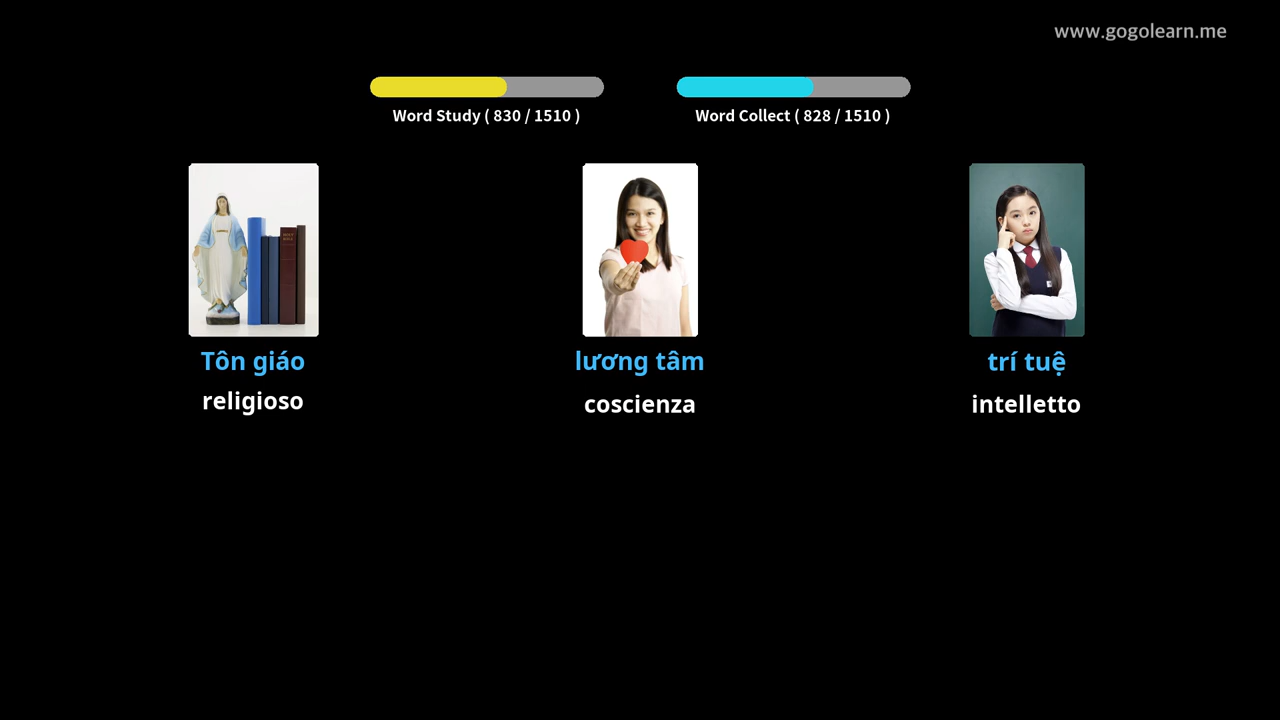 www.gogolearn.me
Word Study ( 830 / 1510 )
Word Collect ( 828 / 1510 )
Tôn giáo
religioso
lương tâm
coscienza
trí tuệ
intelletto